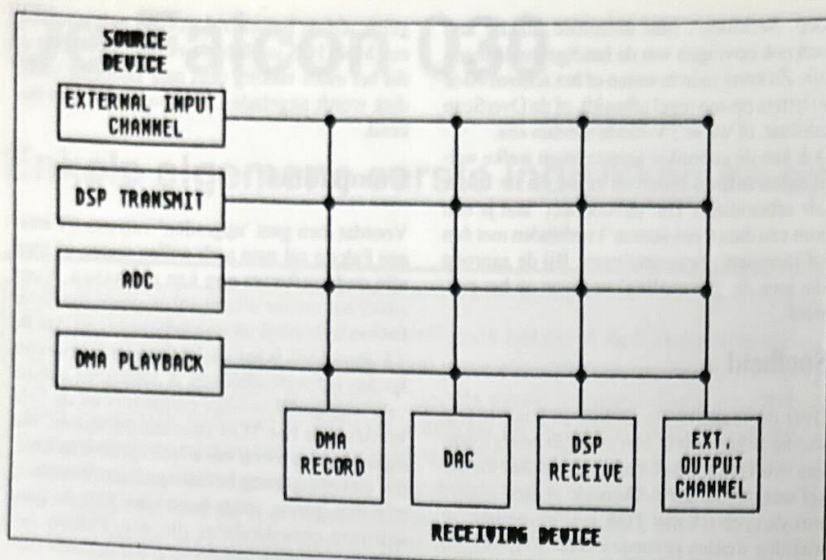 SOURCE
DEVICE
EXTERNAL INPUT
CHANNEL
DSP TRANSMIT
ADC
DMA PLAYBACK
DMA
RECORD
DAC
DSP
RECEIVE
EXT.
OUTPUT
CHANNEL
RECEIVING DEVICE